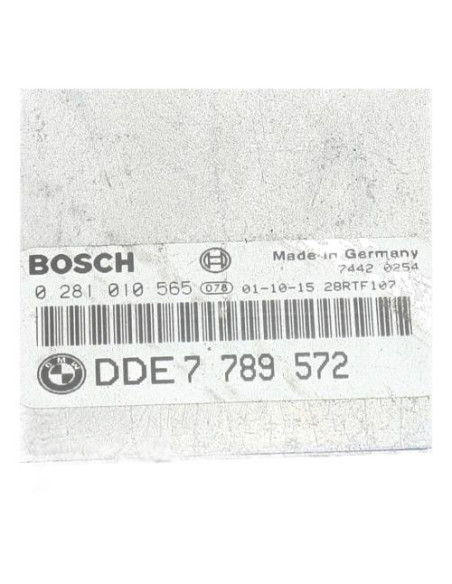 BOSCH Made in Germany
7442 0254
0 281 010 565 078 01-10-15 28RTF107
BMW DDE 7 789 572